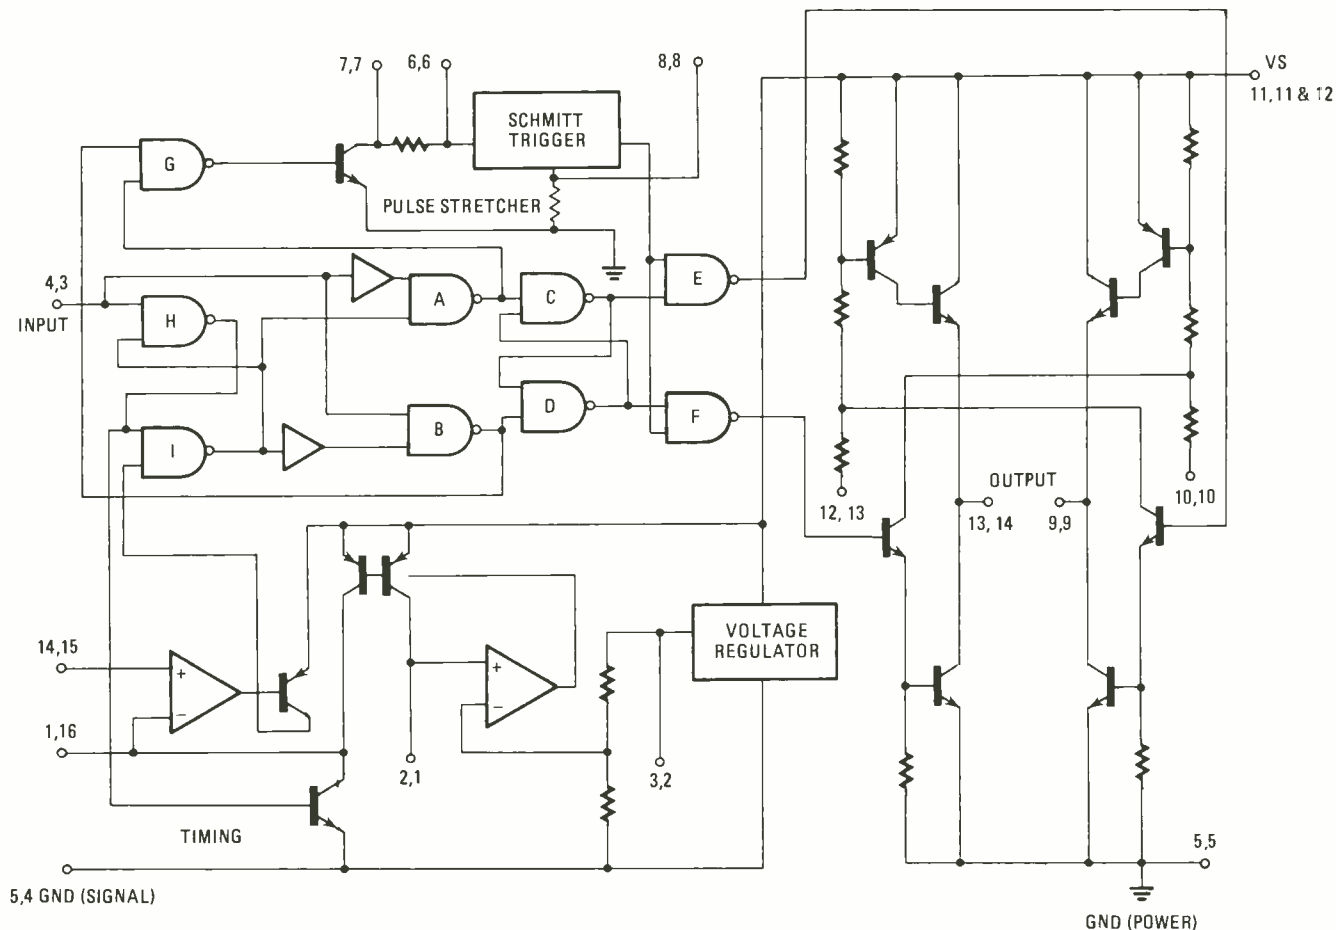 7,7
6,6
8,8
VS
11,11 & 12
SCHMITT
TRIGGER
G
PULSE STRETCHER
4,3
INPUT
H
A
C
E
I
B
D
F
12, 13
OUTPUT
13, 14
9,9
10,10
14,15
+
−
1,16
2,1
+
−
3,2
VOLTAGE
REGULATOR
TIMING
5,4 GND (SIGNAL)
5,5
GND (POWER)